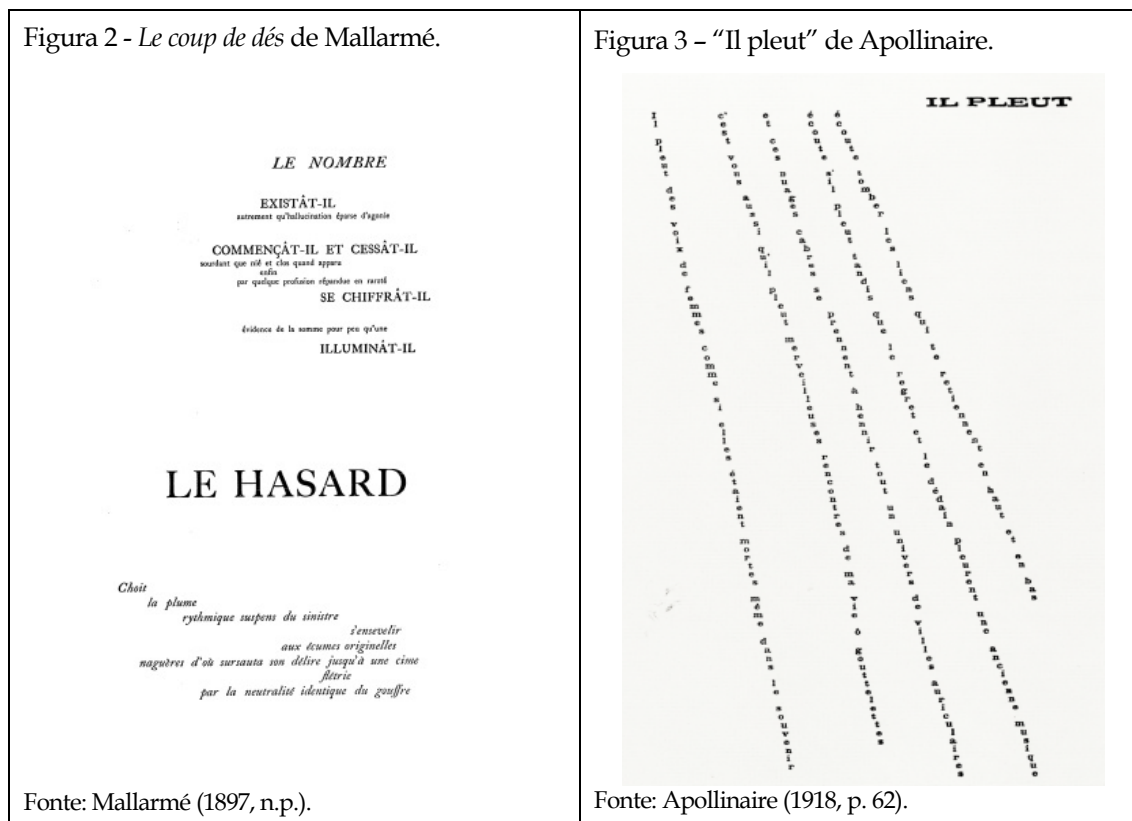 Figura 2 - Le coup de dés de Mallarmé.
LE NOMBRE
EXISTÂT-IL
autrement qu'hallucination éparse d'agonie
COMMENÇÂT-IL ET CESSÂT-IL
sourdant que nié et clos quand apparu
enfin
par quelque profusion répandue en rareté
SE CHIFFRÂT-IL
évidence de la somme pour peu qu'une
ILLUMINÂT-IL
LE HASARD
Choit
la plume
rythmique suspens du sinistre
s'ensevelir
aux écumes originelles
naguères d'où sursauta son délire jusqu'à une cime
flétrie
par la neutralité identique du gouffre
Fonte: Mallarmé (1897, n.p.).
Figura 3 – “Il pleut” de Apollinaire.
IL PLEUT
Il pleut des voix de femmes comme si elles étaient mortes même dans le souvenir
c'est vous aussi qu'il pleut merveilleuses rencontres de ma vie ô gouttelettes
et ces nuages cabrés se prennent à hennir tout un univers de villes auriculaires
écoute s'il pleut tandis que le regret et le dédain pleurent une ancienne musique
écoute tomber les liens qui te retiennent en haut et en bas
Fonte: Apollinaire (1918, p. 62).